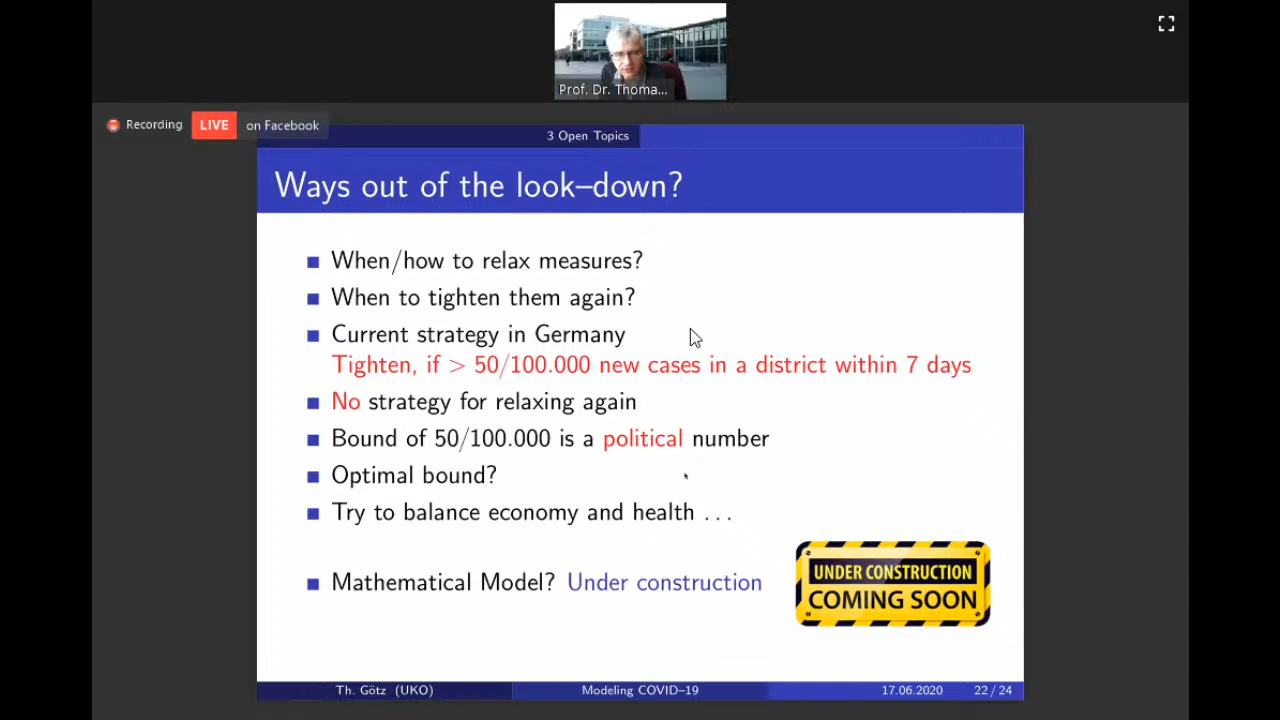 Prof. Dr. Thoma...
Recording LIVE on Facebook
3 Open Topics
Ways out of the look–down?
When/how to relax measures?
When to tighten them again?
Current strategy in Germany
Tighten, if > 50/100.000 new cases in a district within 7 days
No strategy for relaxing again
Bound of 50/100.000 is a political number
Optimal bound?
Try to balance economy and health ...
Mathematical Model? Under construction
UNDER CONSTRUCTION
COMING SOON
Th. Götz (UKO) Modeling COVID–19 17.06.2020 22 / 24